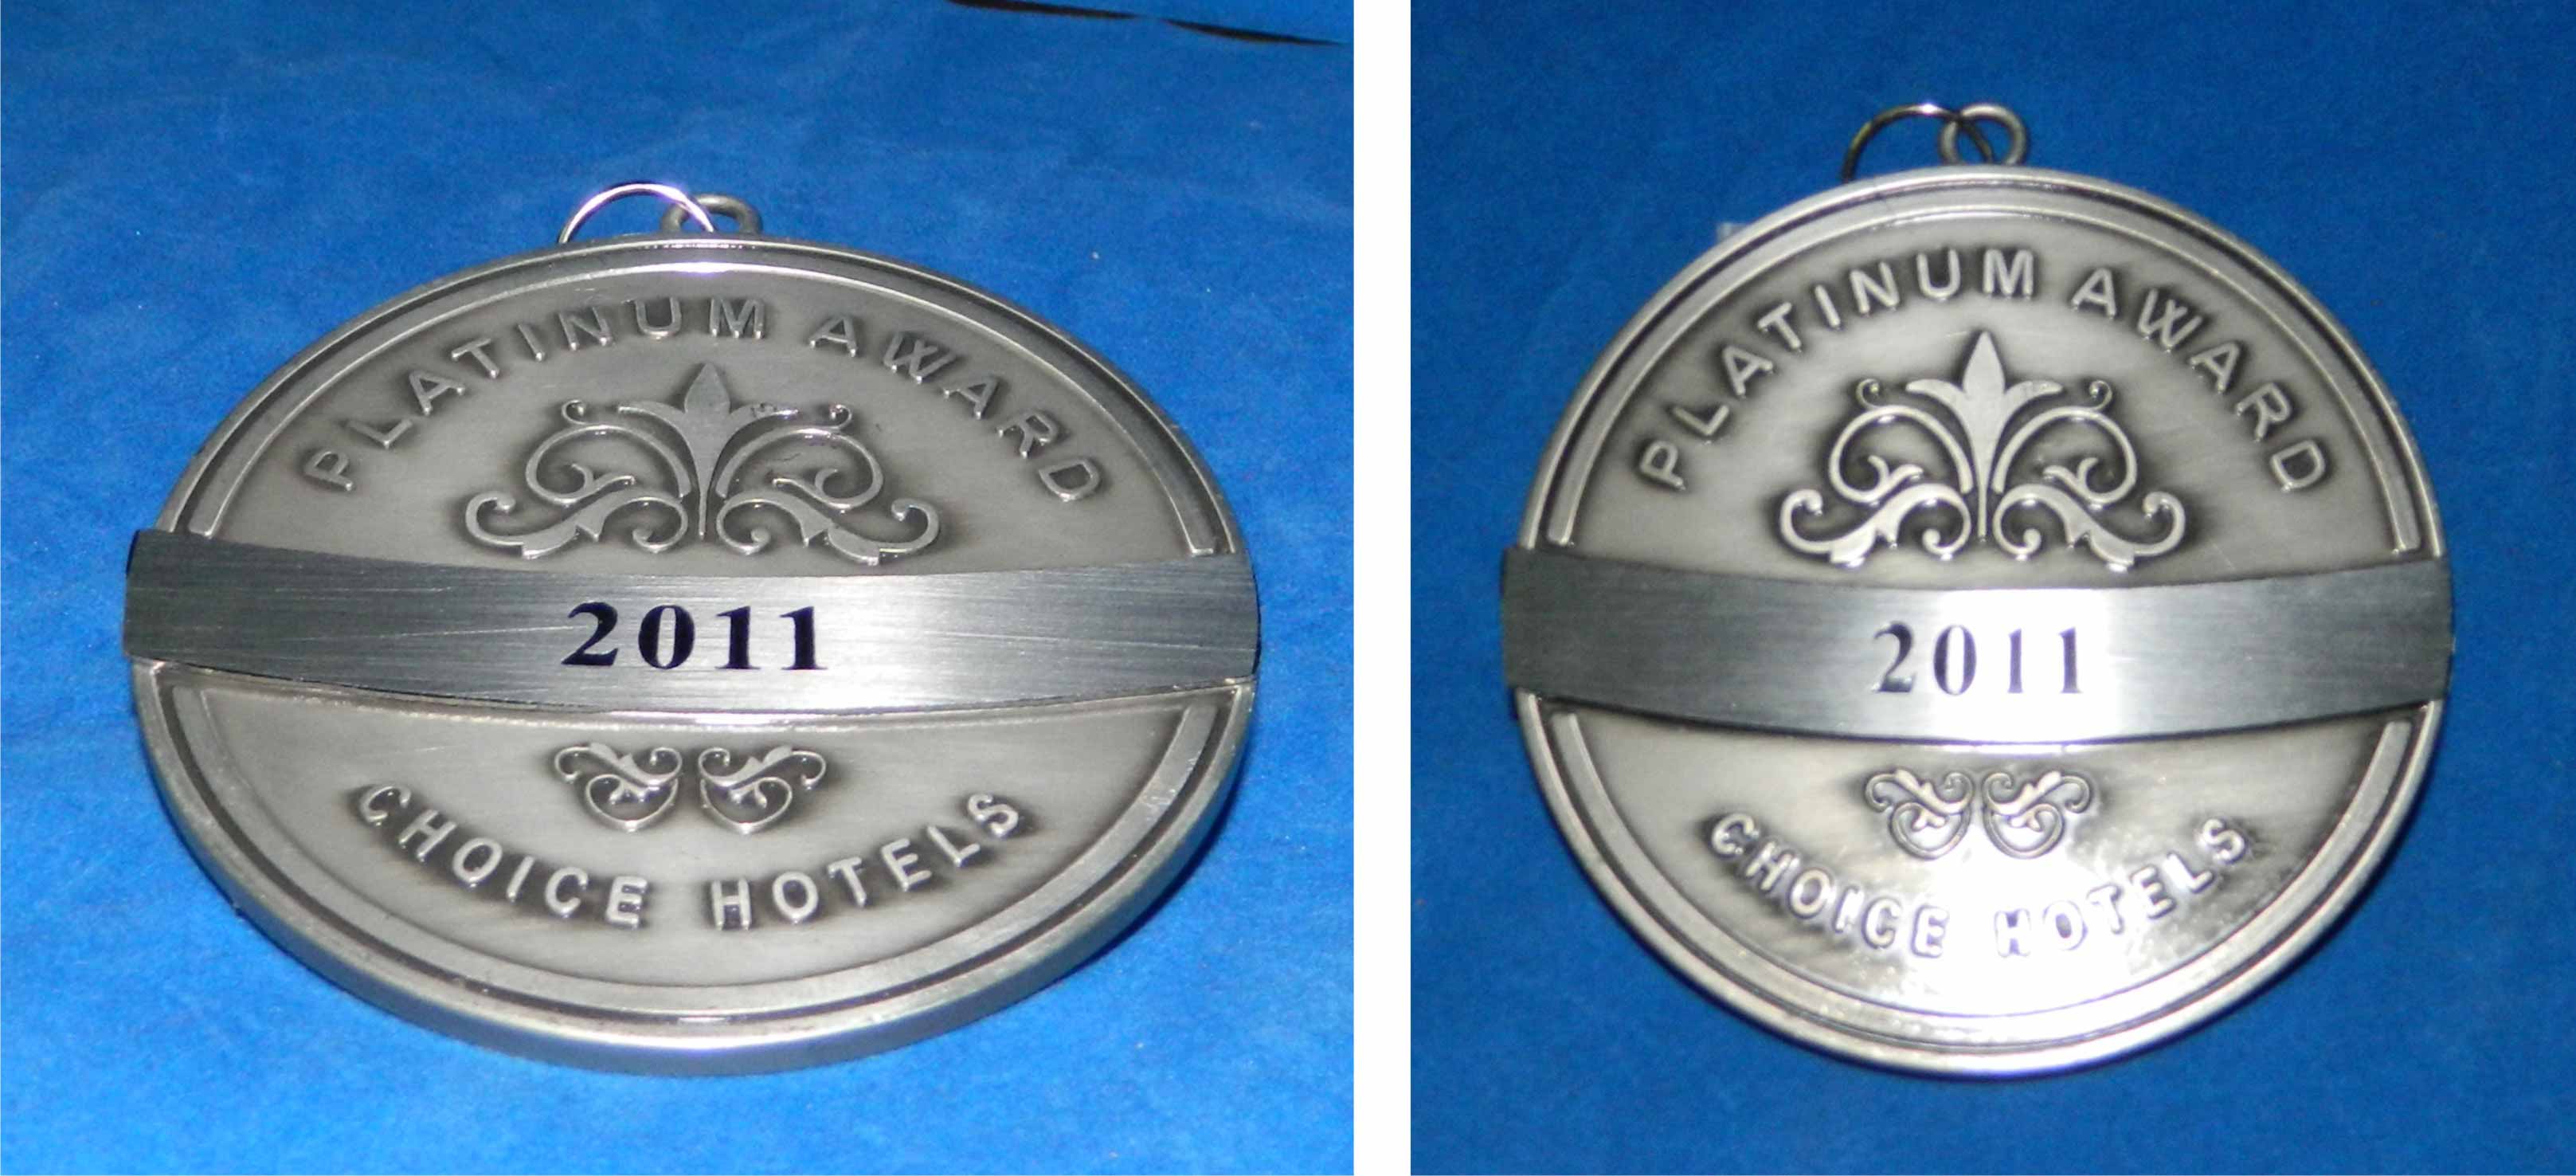 PLATINUM AWARD
2011
CHOICE HOTELS
PLATINUM AWARD
2011
CHOICE HOTELS